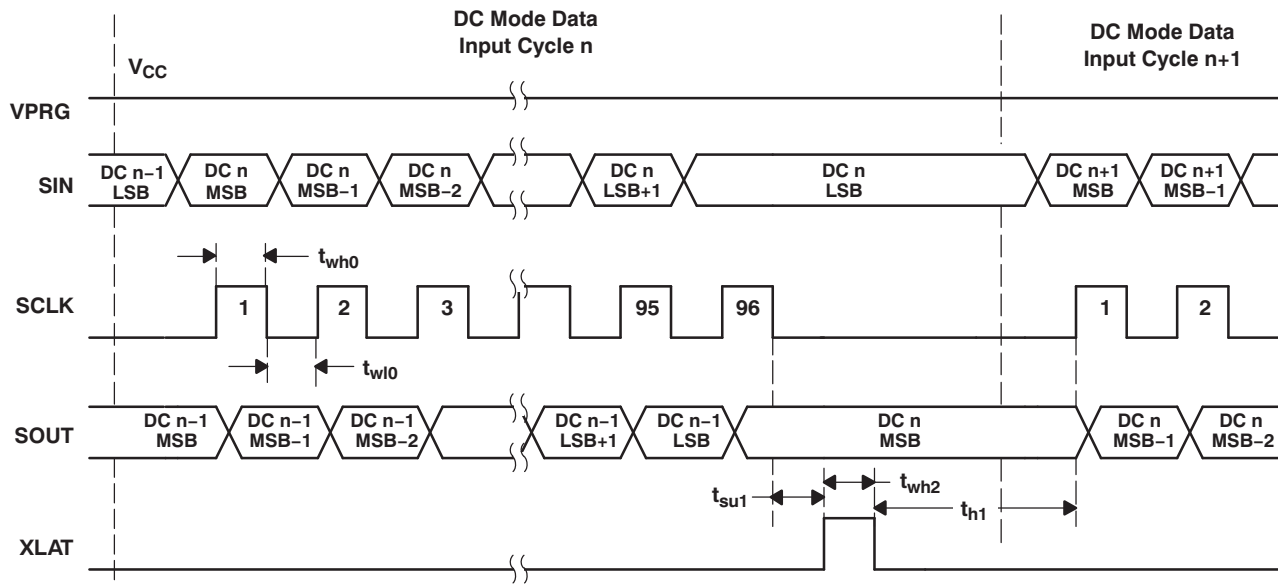 DC Mode Data
Input Cycle n
DC Mode Data
Input Cycle n+1
VCC
VPRG
SIN
DC n−1
LSB
DC n
MSB
DC n
MSB−1
DC n
MSB−2
DC n
LSB+1
DC n
LSB
DC n+1
MSB
DC n+1
MSB−1
twh0
SCLK
1
2
3
95
96
1
2
twl0
SOUT
DC n−1
MSB
DC n−1
MSB−1
DC n−1
MSB−2
DC n−1
LSB+1
DC n−1
LSB
DC n
MSB
DC n
MSB−1
DC n
MSB−2
tsu1
twh2
th1
XLAT